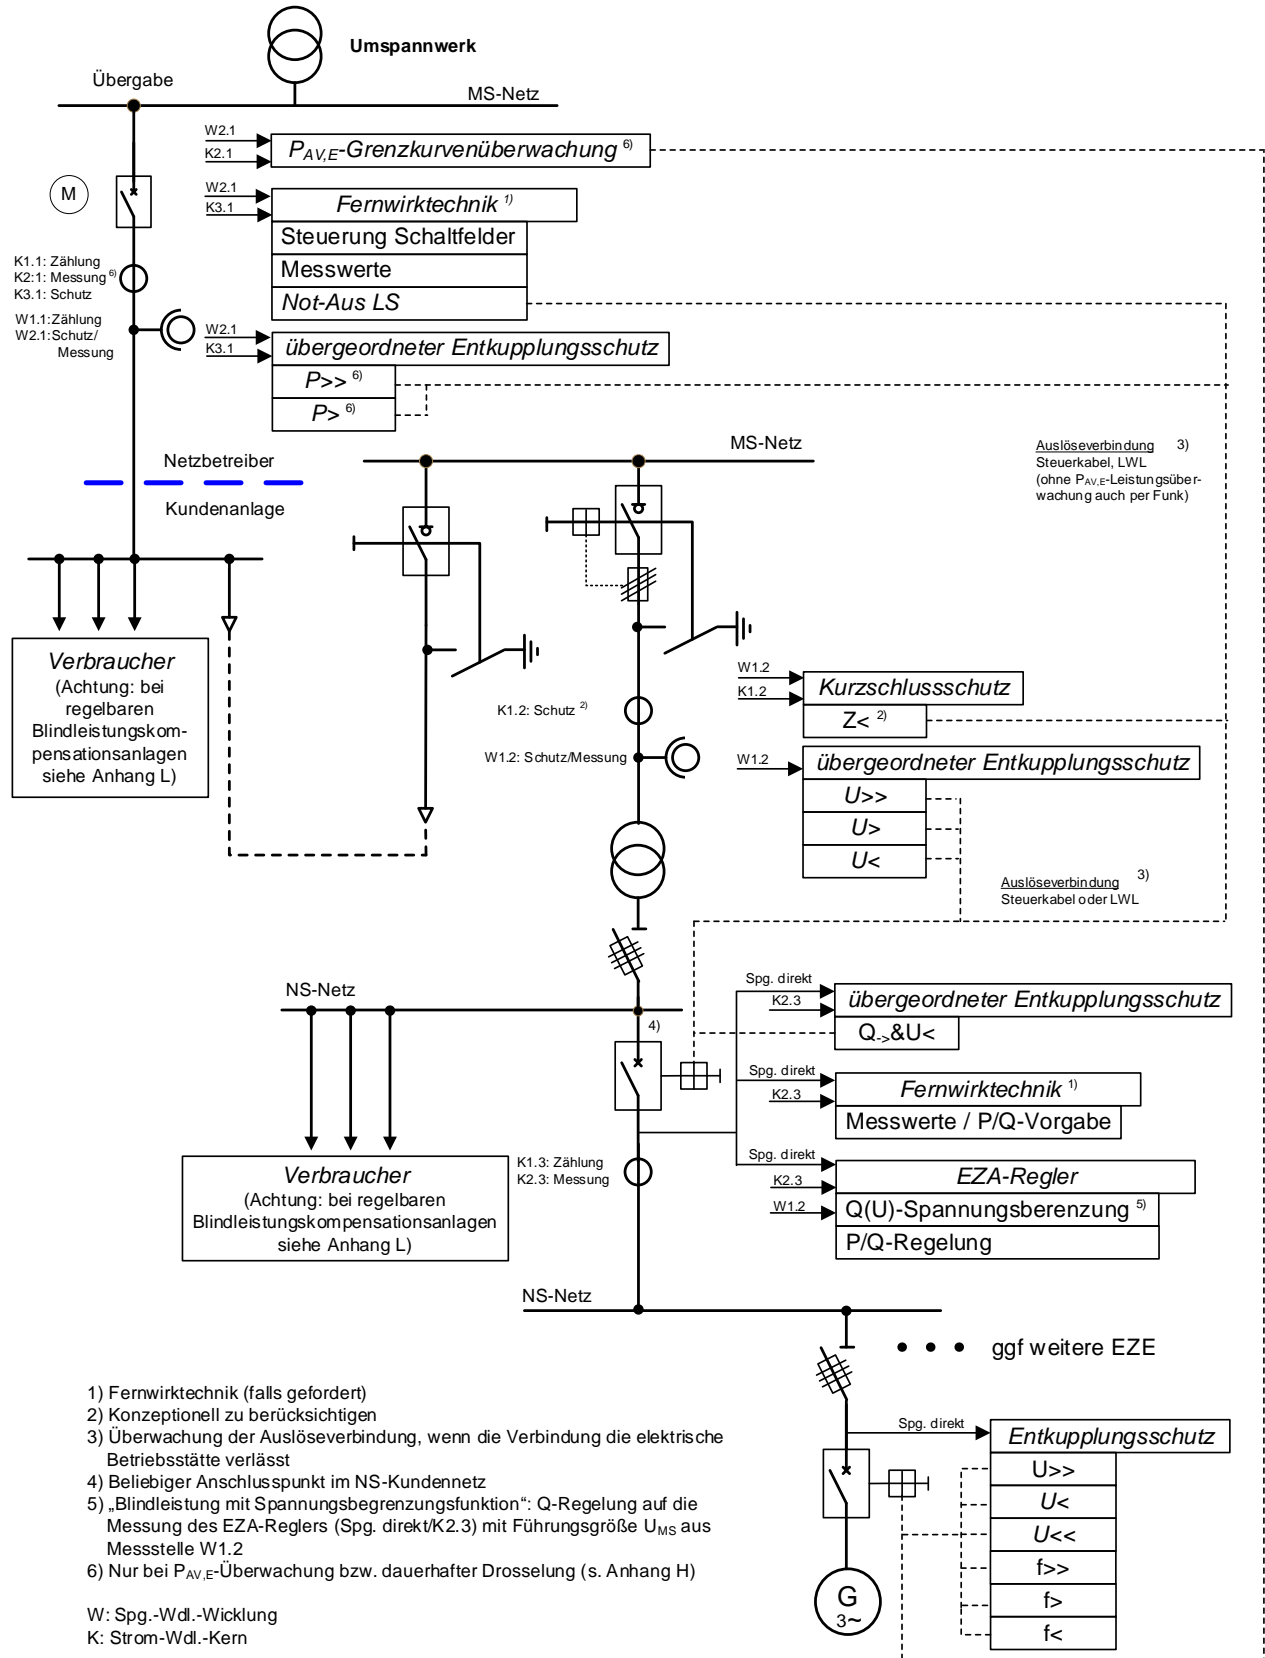 Umspannwerk
Übergabe
MS-Netz
W2.1
K2.1
P_AV,E-Grenzkurvenüberwachung 6)
M
W2.1
K3.1
Fernwirktechnik 1)
Steuerung Schaltfelder
Messwerte
Not-Aus LS
K1.1: Zählung
K2:1: Messung 6)
K3.1: Schutz
W1.1:Zählung
W2.1:Schutz/
Messung
W2.1
K3.1
übergeordneter Entkupplungsschutz
P>> 6)
P> 6)
MS-Netz
Auslöseverbindung 3)
Steuerkabel, LWL
(ohne P_AV,E-Leistungsüber-
wachung auch per Funk)
Netzbetreiber
Kundenanlage
Verbraucher
(Achtung: bei
regelbaren
Blindleistungskom-
pensationsanlagen
siehe Anhang L)
W1.2
K1.2
Kurzschlussschutz
Z< 2)
K1.2: Schutz 2)
W1.2: Schutz/Messung
W1.2
übergeordneter Entkupplungsschutz
U>>
U>
U<
Auslöseverbindung 3)
Steuerkabel oder LWL
NS-Netz
4)
Spg. direkt
K2.3
übergeordneter Entkupplungsschutz
Q->&U<
Spg. direkt
K2.3
Fernwirktechnik 1)
Messwerte / P/Q-Vorgabe
Verbraucher
(Achtung: bei regelbaren
Blindleistungskompensationsanlagen
siehe Anhang L)
K1.3: Zählung
K2.3: Messung
Spg. direkt
K2.3
W1.2
EZA-Regler
Q(U)-Spannungsberenzung 5)
P/Q-Regelung
NS-Netz
ggf weitere EZE
Spg. direkt
Entkupplungsschutz
U>>
U<
U<<
f>>
f>
f<
G
3~
1) Fernwirktechnik (falls gefordert)
2) Konzeptionell zu berücksichtigen
3) Überwachung der Auslöseverbindung, wenn die Verbindung die elektrische
Betriebsstätte verlässt
4) Beliebiger Anschlusspunkt im NS-Kundennetz
5) „Blindleistung mit Spannungsbegrenzungsfunktion“: Q-Regelung auf die
Messung des EZA-Reglers (Spg. direkt/K2.3) mit Führungsgröße U_MS aus
Messstelle W1.2
6) Nur bei P_AV,E-Überwachung bzw. dauerhafter Drosselung (s. Anhang H)
W: Spg.-Wdl.-Wicklung
K: Strom-Wdl.-Kern